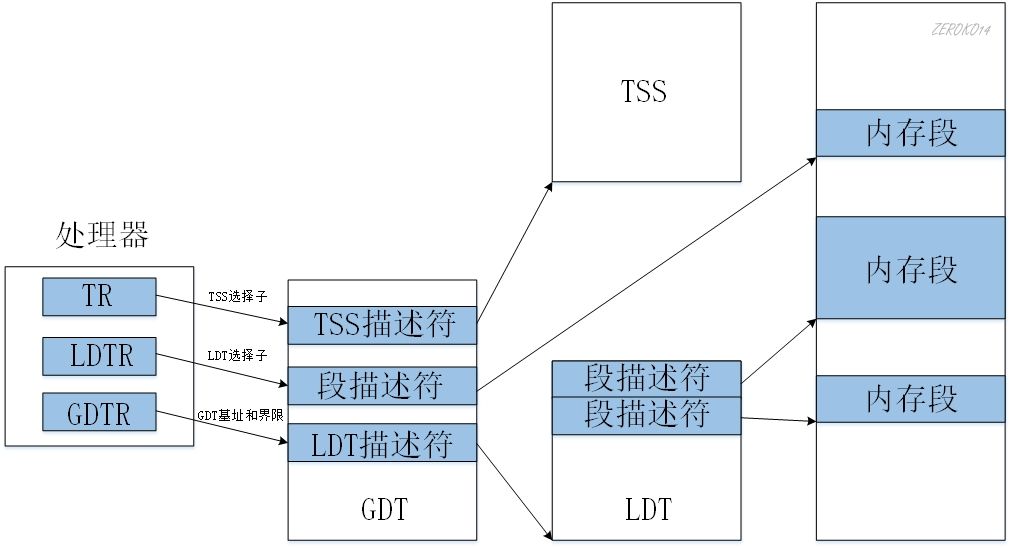 ZEROKO14
TSS
内存段
处理器
内存段
TR
TSS选择子
TSS描述符
LDTR
LDT选择子
段描述符
段描述符
内存段
GDTR
GDT基址和界限
段描述符
LDT描述符
GDT
LDT